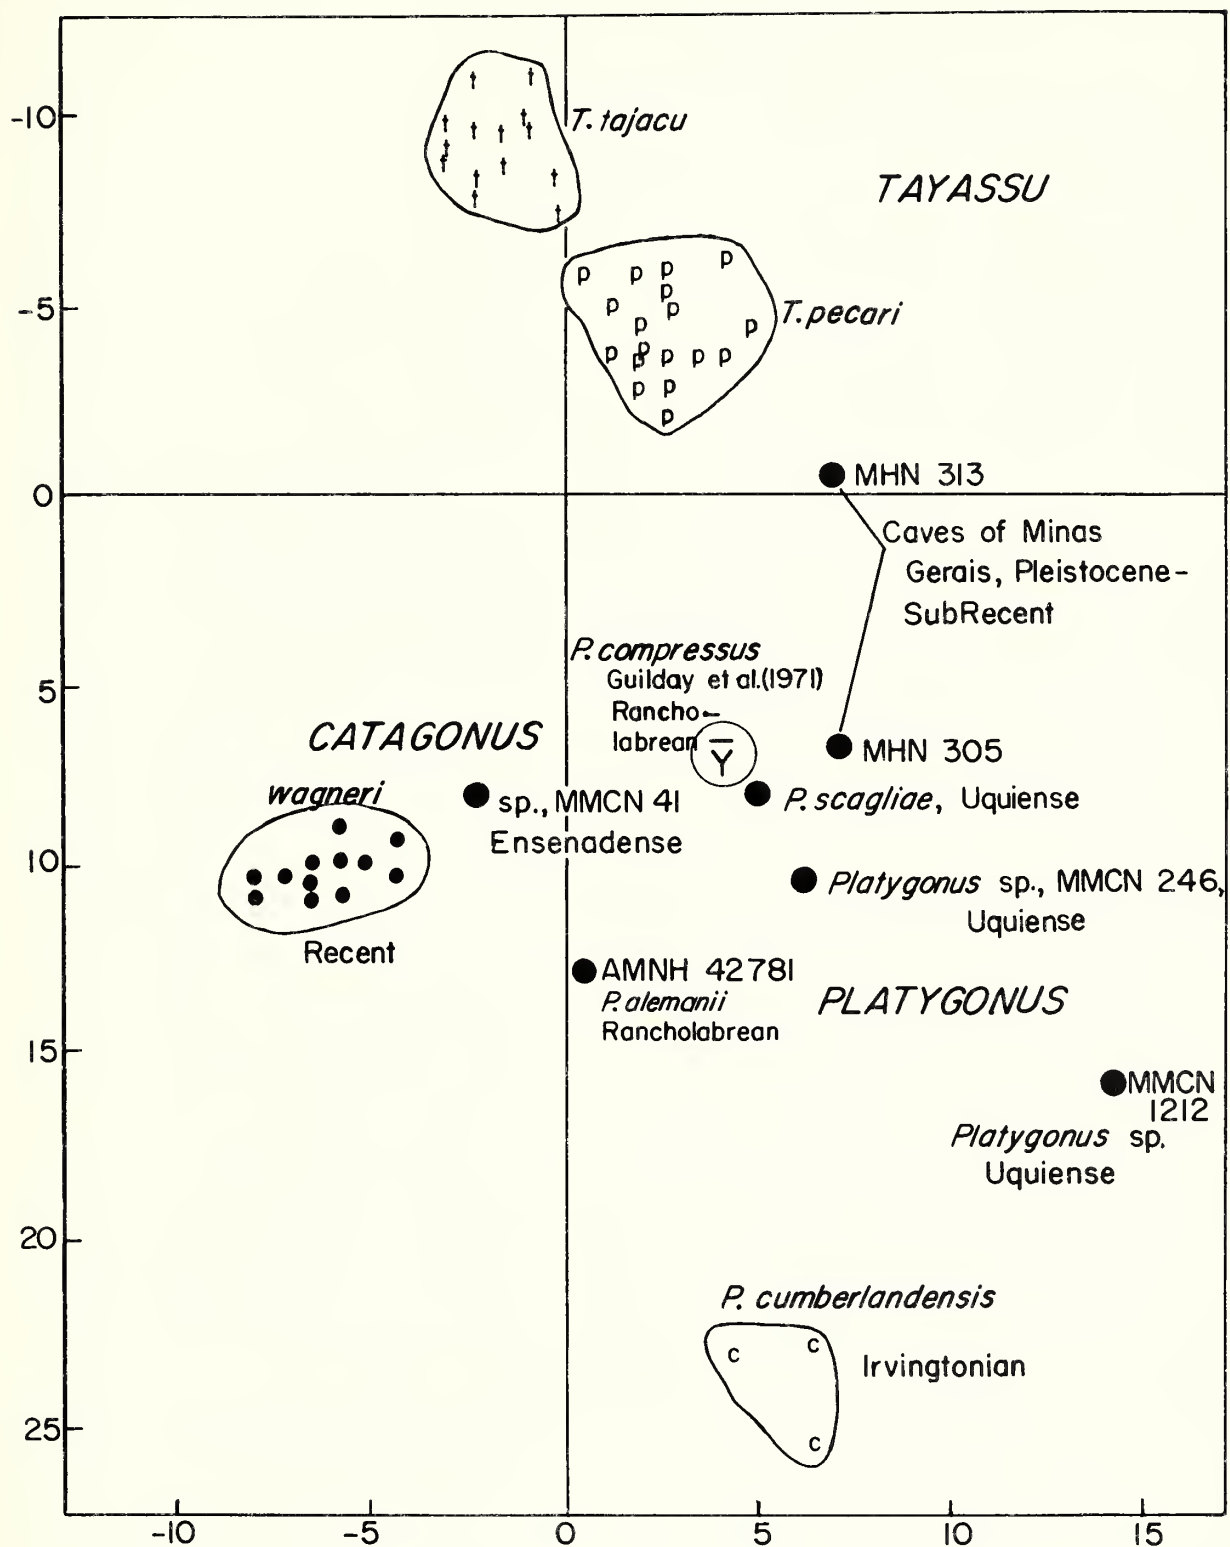 -10
T. tajacu
TAYASSU
-5
T. pecari
t t t t t t t t t t t t t t
p p p p p p p p p p p p p p p p p p
MHN 313
0
Caves of Minas
Gerais, Pleistocene-
SubRecent
P. compressus
Guilday et al.(1971)
Rancho-
labrean
Y
5
CATAGONUS
MHN 305
wagneri
sp., MMCN 41
Ensenadense
P. scagliae, Uquiense
10
Platygonus sp., MMCN 246,
Uquiense
Recent
AMNH 42781
P. alemanii
Rancholabrean
PLATYGONUS
15
MMCN
1212
Platygonus sp.
Uquiense
20
P. cumberlandensis
c c
Irvingtonian
25
c
-10 -5 0 5 10 15